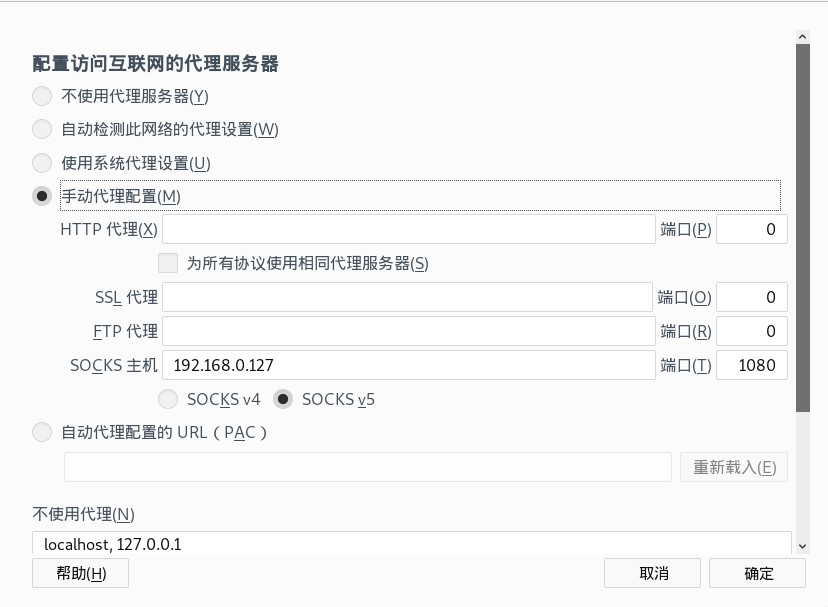 配置访问互联网的代理服务器
不使用代理服务器(Y)
自动检测此网络的代理设置(W)
使用系统代理设置(U)
手动代理配置(M)
HTTP 代理(X) 端口(P) 0
为所有协议使用相同代理服务器(S)
SSL 代理 端口(O) 0
FTP 代理 端口(R) 0
SOCKS 主机 192.168.0.127 端口(T) 1080
SOCKS v4 SOCKS v5
自动代理配置的 URL（PAC）
重新载入(E)
不使用代理(N)
localhost, 127.0.0.1
帮助(H) 取消 确定